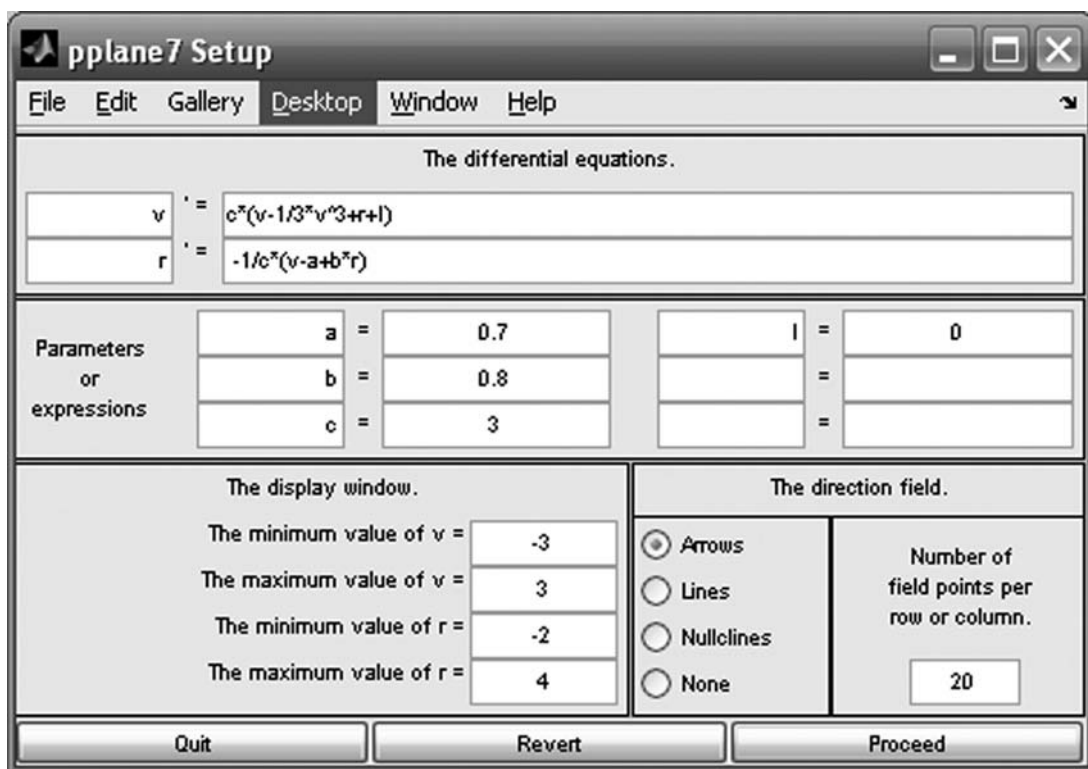 pplane7 Setup
File Edit Gallery Desktop Window Help
The differential equations.
v ' = c*(v-1/3*v^3+r+I)
r ' = -1/c*(v-a+b*r)
Parameters
or
expressions
a = 0.7 I = 0
b = 0.8 =
c = 3 =
The display window.
The minimum value of v = -3
The maximum value of v = 3
The minimum value of r = -2
The maximum value of r = 4
The direction field.
Arrows
Lines
Nullclines
None
Number of
field points per
row or column.
20
Quit Revert Proceed